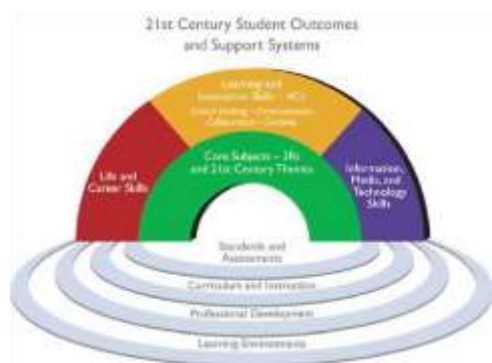 21st Century Student Outcomes
and Support Systems
Learning and
Innovation Skills – 4Cs
Critical thinking • Communication
Collaboration • Creativity
Core Subjects – 3Rs
and 21st Century Themes
Life and
Career Skills
Information,
Media, and
Technology
Skills
Standards and
Assessments
Curriculum and Instruction
Professional Development
Learning Environments